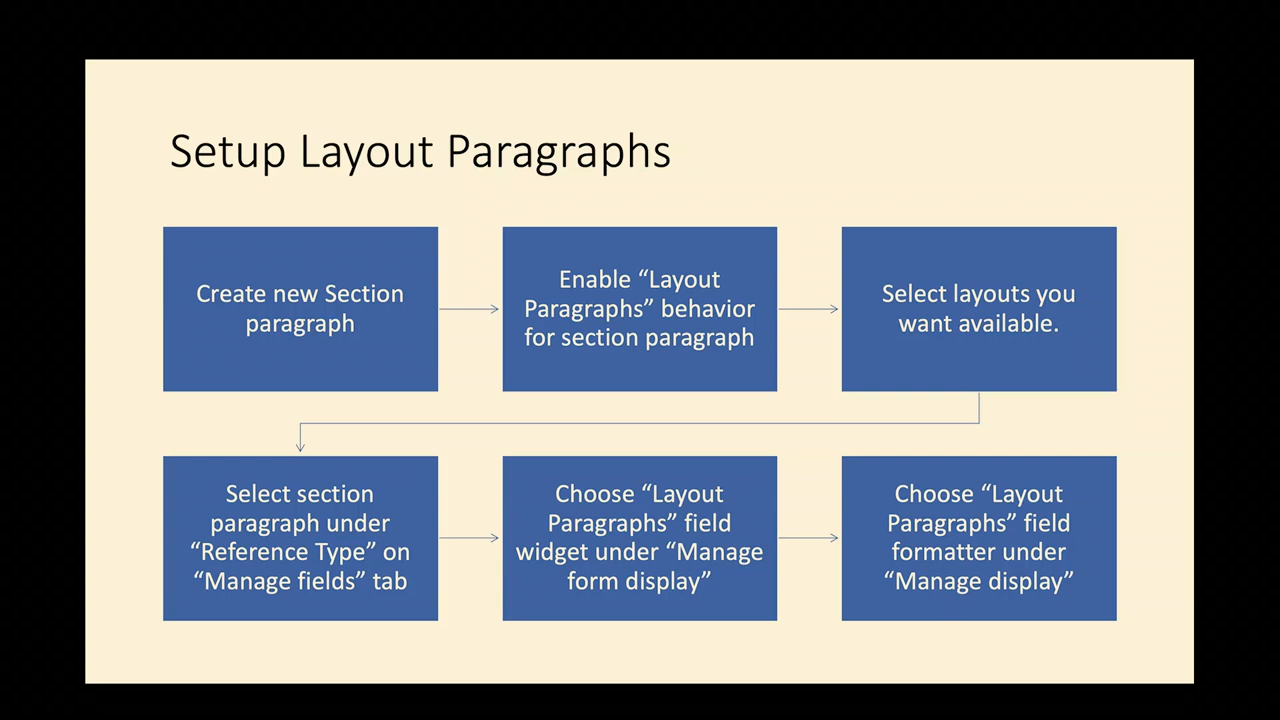 Setup Layout Paragraphs
Create new Section
paragraph
Enable “Layout
Paragraphs” behavior
for section paragraph
Select layouts you
want available.
Select section
paragraph under
“Reference Type” on
“Manage fields” tab
Choose “Layout
Paragraphs” field
widget under “Manage
form display”
Choose “Layout
Paragraphs” field
formatter under
“Manage display”